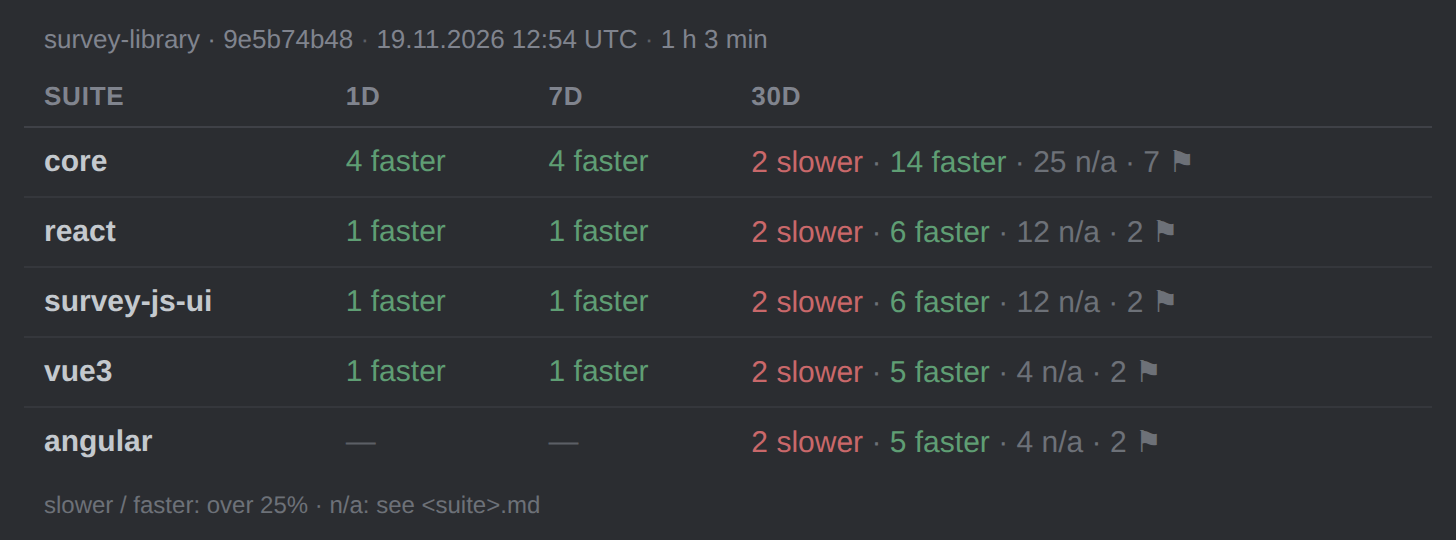 survey-library · 9e5b74b48 · 19.11.2026 12:54 UTC · 1 h 3 min
SUITE 1D 7D 30D
core 4 faster 4 faster 2 slower · 14 faster · 25 n/a · 7 ⚑
react 1 faster 1 faster 2 slower · 6 faster · 12 n/a · 2 ⚑
survey-js-ui 1 faster 1 faster 2 slower · 6 faster · 12 n/a · 2 ⚑
vue3 1 faster 1 faster 2 slower · 5 faster · 4 n/a · 2 ⚑
angular — — 2 slower · 5 faster · 4 n/a · 2 ⚑
slower / faster: over 25% · n/a: see <suite>.md